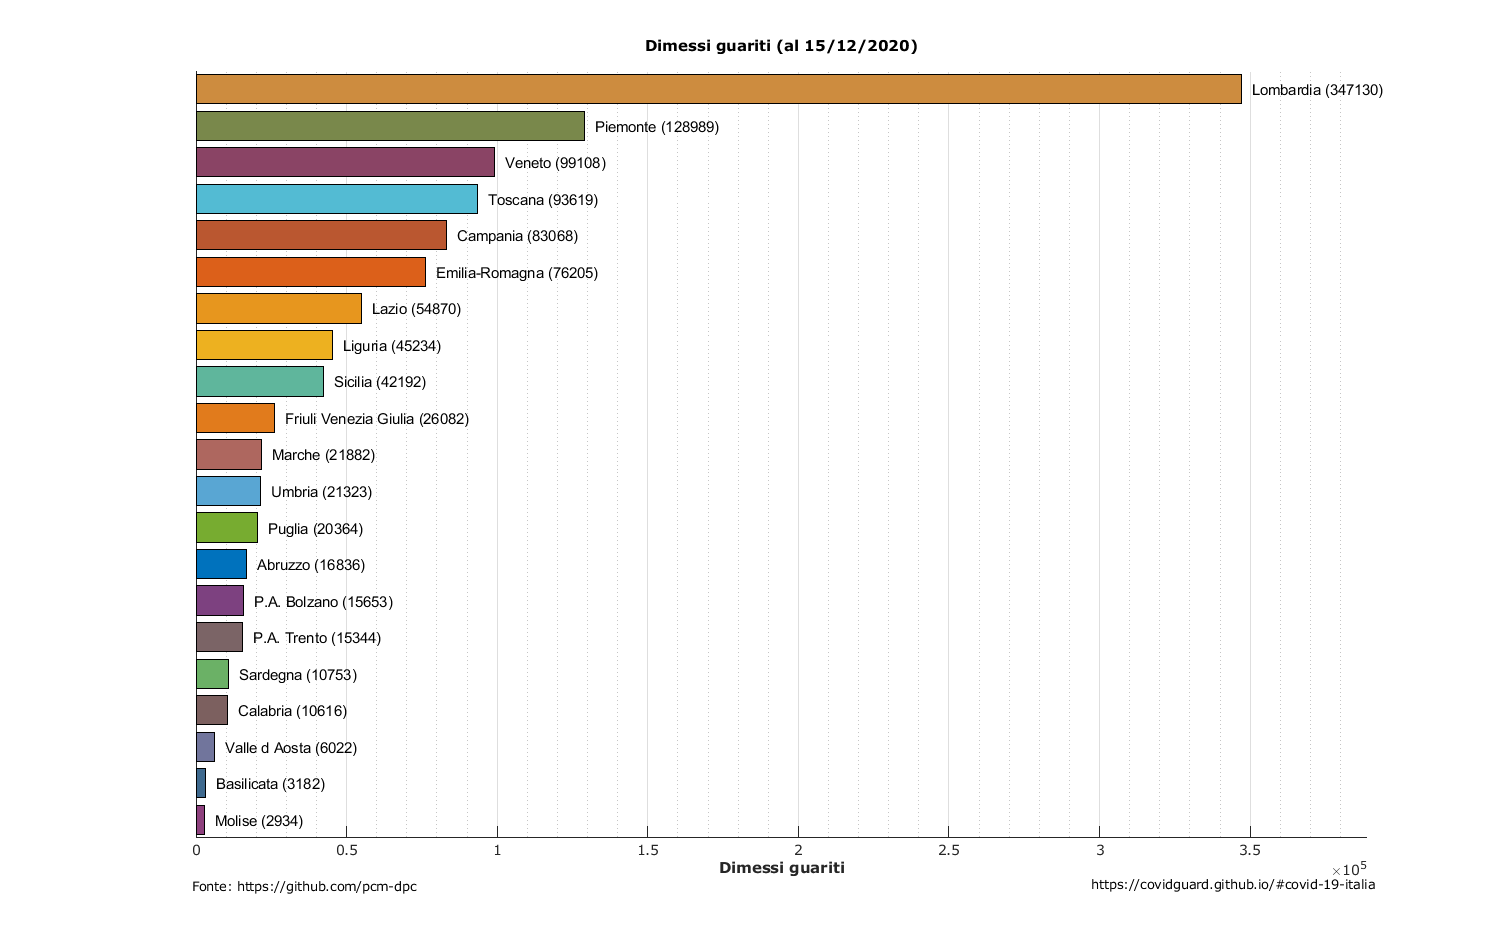 Dimessi guariti (al 15/12/2020)
Lombardia (347130)
Piemonte (128989)
Veneto (99108)
Toscana (93619)
Campania (83068)
Emilia-Romagna (76205)
Lazio (54870)
Liguria (45234)
Sicilia (42192)
Friuli Venezia Giulia (26082)
Marche (21882)
Umbria (21323)
Puglia (20364)
Abruzzo (16836)
P.A. Bolzano (15653)
P.A. Trento (15344)
Sardegna (10753)
Calabria (10616)
Valle d Aosta (6022)
Basilicata (3182)
Molise (2934)
0 0.5 1 1.5 2 2.5 3 3.5
Dimessi guariti
×10⁵
Fonte: https://github.com/pcm-dpc
https://covidguard.github.io/#covid-19-italia